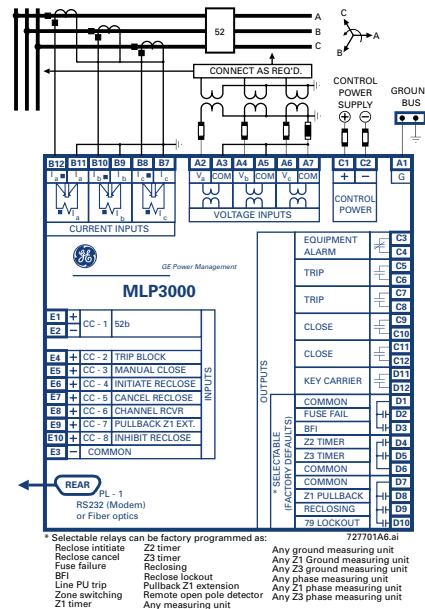 A
B
C
52
C
A
B
CONNECT AS REQ'D.
CONTROL
POWER
SUPPLY
GROUN
BUS
+ −
B12 B11 B10 B9 B8 B7
A2 A3 A4 A5 A6 A7
C1 C2
A1
Ia Ia Ib Ib Ic Ic
Va COM Vb COM Vc COM
+ −
G
Ia Ib Ic
CURRENT INPUTS
VOLTAGE INPUTS
CONTROL
POWER
GE Power Management
MLP3000
E1 + CC - 1 52b
E2 −
E4 + CC - 2 TRIP BLOCK
E5 + CC - 3 MANUAL CLOSE
E6 + CC - 4 INITIATE RECLOSE
E7 + CC - 5 CANCEL RECLOSE
E8 + CC - 6 CHANNEL RCVR
E9 + CC - 7 PULLBACK Z1 EXT.
E10 + CC - 8 INHIBIT RECLOSE
E3 − COMMON
INPUTS
REAR
PL - 1
RS232 (Modem)
or Fiber optics
OUTPUTS
EQUIPMENT
ALARM
C3
C4
TRIP
C5
C6
TRIP
C7
C8
CLOSE
C9
C10
CLOSE
C11
C12
KEY CARRIER
D11
D12
* SELECTABLE
(FACTORY DEFAULTS)
COMMON D1
FUSE FAIL D2
BFI D3
Z2 TIMER D4
Z3 TIMER D5
COMMON D6
COMMON D7
Z1 PULLBACK D8
RECLOSING D9
79 LOCKOUT D10
727701A6.ai
* Selectable relays can be factory programmed as:
Reclose intitiate
Reclose cancel
Fuse failure
BFI
Line PU trip
Zone switching
Z1 timer
Z2 timer
Z3 timer
Reclosing
Reclose lockout
Pullback Z1 extension
Remote open pole detector
Any measuring unit
Any ground measuring unit
Any Z1 Ground measuring unit
Any Z3 ground measuring unit
Any phase measuring unit
Any Z1 phase measuring unit
Any Z3 phase measuring unit